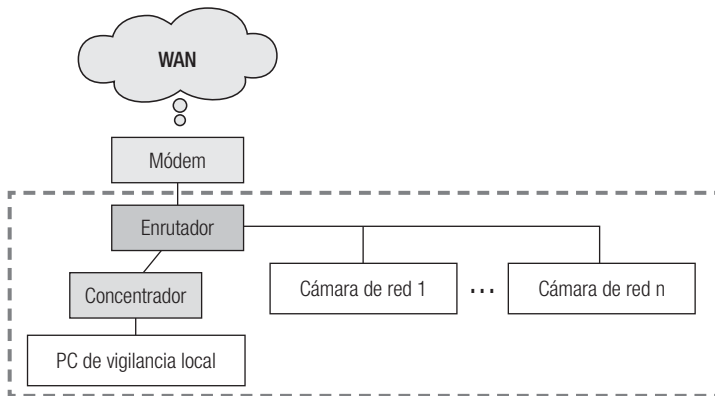 WAN
Módem
Enrutador
Cámara de red 1
...
Cámara de red n
Concentrador
PC de vigilancia local